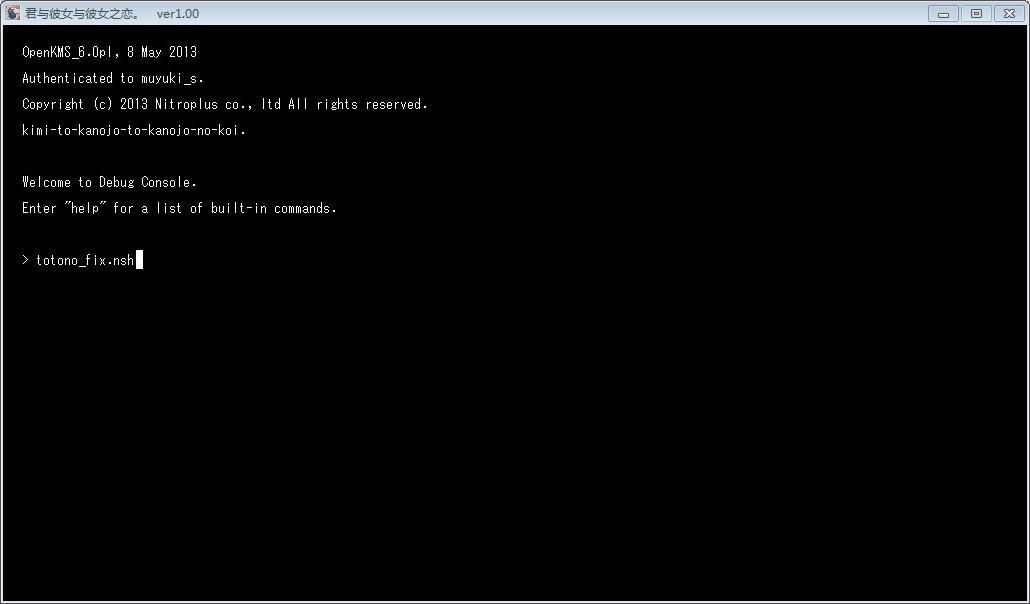 君与彼女与彼女之恋。 ver1.00
OpenKMS_6.0pl, 8 May 2013
Authenticated to muyuki_s.
Copyright (c) 2013 Nitroplus co., ltd All rights reserved.
kimi-to-kanojo-to-kanojo-no-koi.
Welcome to Debug Console.
Enter "help" for a list of built-in commands.
> totono_fix.nsh